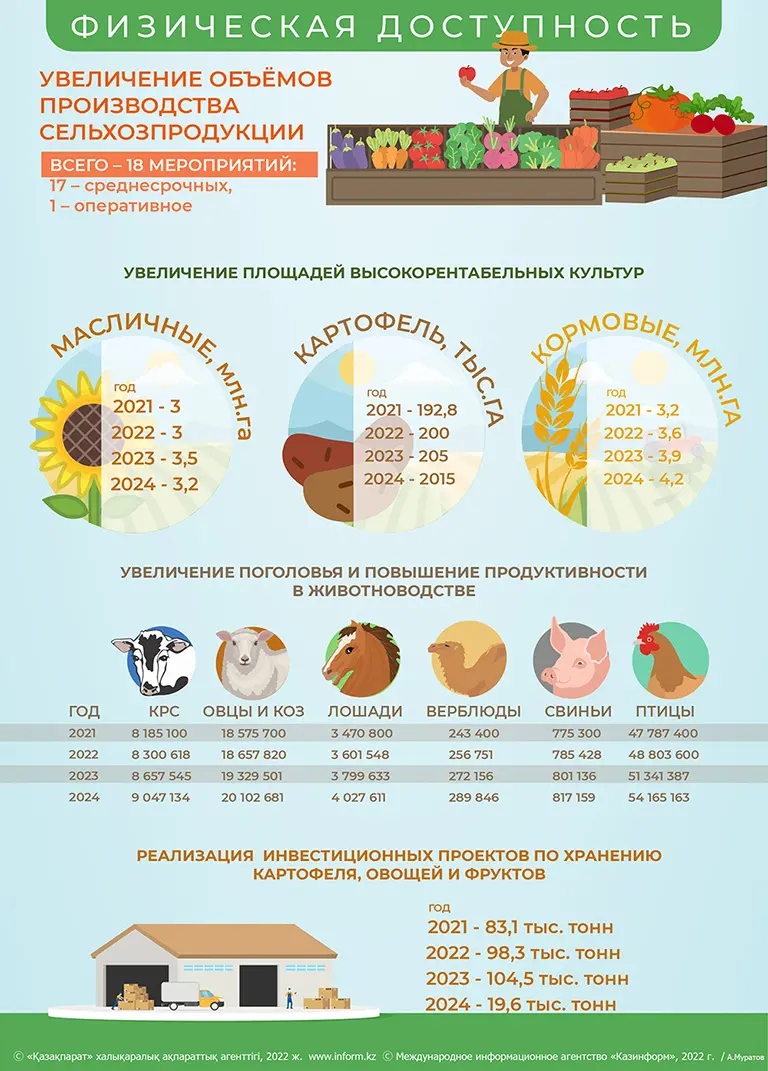 ФИЗИЧЕСКАЯ ДОСТУПНОСТЬ
УВЕЛИЧЕНИЕ ОБЪЁМОВ
ПРОИЗВОДСТВА
СЕЛЬХОЗПРОДУКЦИИ
ВСЕГО – 18 МЕРОПРИЯТИЙ:
17 – среднесрочных,
1 – оперативное
УВЕЛИЧЕНИЕ ПЛОЩАДЕЙ ВЫСОКОРЕНТАБЕЛЬНЫХ КУЛЬТУР
МАСЛИЧНЫЕ, МЛН.га
ГОД
2021 - 3
2022 - 3
2023 - 3,5
2024 - 3,2
КАРТОФЕЛЬ, ТЫС.ГА
ГОД
2021 - 192,8
2022 - 200
2023 - 205
2024 - 2015
КОРМОВЫЕ, МЛН.ГА
ГОД
2021 - 3,2
2022 - 3,6
2023 - 3,9
2024 - 4,2
УВЕЛИЧЕНИЕ ПОГОЛОВЬЯ И ПОВЫШЕНИЕ ПРОДУКТИВНОСТИ
В ЖИВОТНОВОДСТВЕ
ГОД КРС ОВЦЫ И КОЗ ЛОШАДИ ВЕРБЛЮДЫ СВИНЬИ ПТИЦЫ
2021 8 185 100 18 575 700 3 470 800 243 400 775 300 47 787 400
2022 8 300 618 18 657 820 3 601 548 256 751 785 428 48 803 600
2023 8 657 545 19 329 501 3 799 633 272 156 801 136 51 341 387
2024 9 047 134 20 102 681 4 027 611 289 846 817 159 54 165 163
РЕАЛИЗАЦИЯ ИНВЕСТИЦИОННЫХ ПРОЕКТОВ ПО ХРАНЕНИЮ
КАРТОФЕЛЯ, ОВОЩЕЙ И ФРУКТОВ
ГОД
2021 - 83,1 тыс. тонн
2022 - 98,3 тыс. тонн
2023 - 104,5 тыс. тонн
2024 - 19,6 тыс. тонн
© «Қазақпарат» халықаралық ақпараттық агенттігі, 2022 ж. www.inform.kz © Международное информационное агентство «Казинформ», 2022 г. / А.Муратов